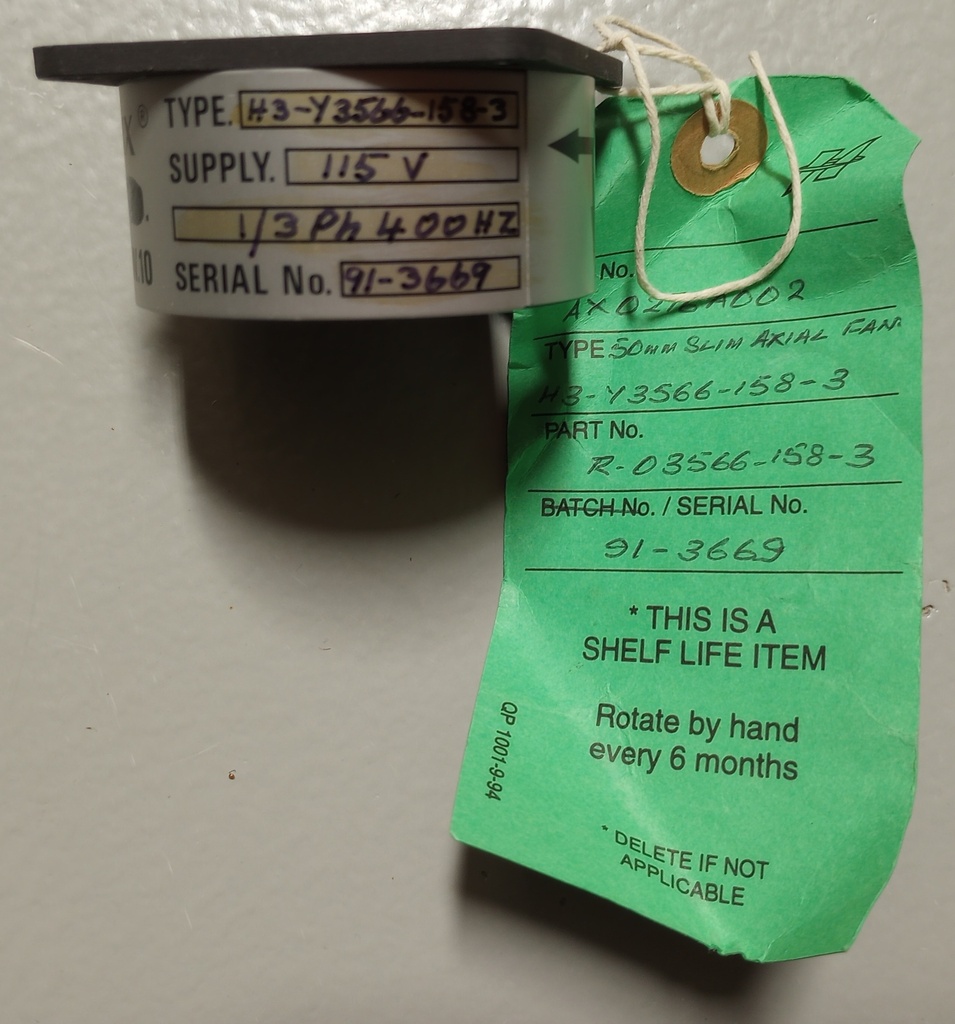 X®
TYPE. H3-Y3566-158-3
SUPPLY. 115 V
1/3 Ph 400HZ
.10
SERIAL No. 91-3669
No.
TYPE 50mm SLIM AXIAL FAN.
H3-Y3566-158-3
PART No.
R-03566-158-3
BATCH No. / SERIAL No.
91-3669
* THIS IS A
SHELF LIFE ITEM
Rotate by hand
every 6 months
QP 1001-9-94
* DELETE IF NOT
APPLICABLE